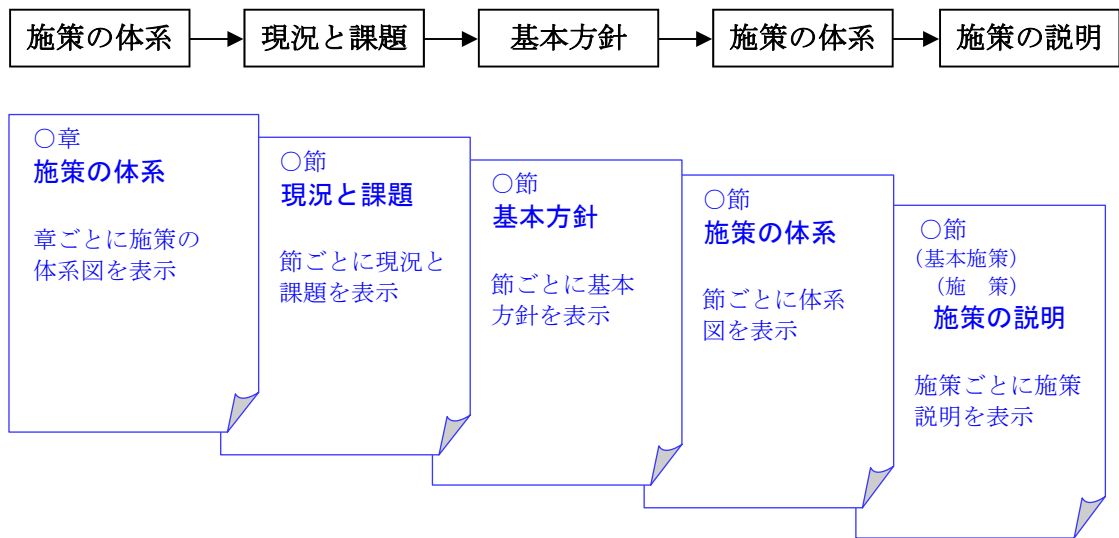 施策の体系
現況と課題
基本方針
施策の体系
施策の説明
○章
施策の体系
章ごとに施策の
体系図を表示
○節
現況と課題
節ごとに現況と
課題を表示
○節
基本方針
節ごとに基本
方針を表示
○節
施策の体系
節ごとに体系
図を表示
○節
（基本施策）
（施　策）
施策の説明
施策ごとに施策
説明を表示